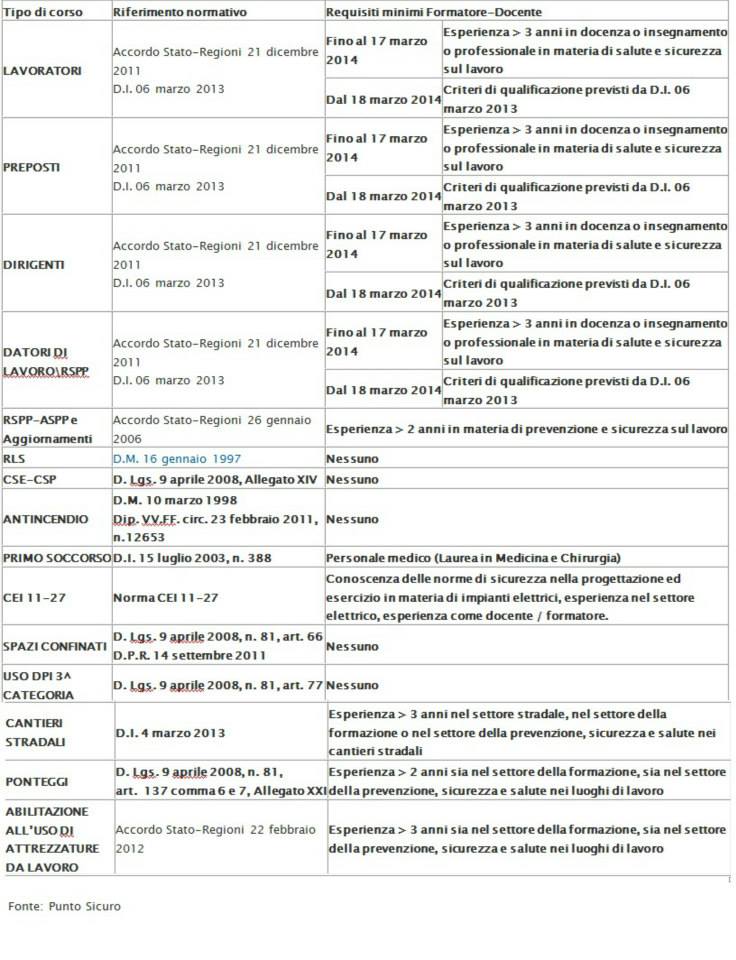 Tipo di corso Riferimento normativo Requisiti minimi Formatore-Docente
LAVORATORI
Accordo Stato-Regioni 21 dicembre
2011
D.I. 06 marzo 2013
Fino al 17 marzo
2014
Esperienza > 3 anni in docenza o insegnamento
o professionale in materia di salute e sicurezza
sul lavoro
Dal 18 marzo 2014
Criteri di qualificazione previsti da D.I. 06
marzo 2013
PREPOSTI
Accordo Stato-Regioni 21 dicembre
2011
D.I. 06 marzo 2013
Fino al 17 marzo
2014
Esperienza > 3 anni in docenza o insegnamento
o professionale in materia di salute e sicurezza
sul lavoro
Dal 18 marzo 2014
Criteri di qualificazione previsti da D.I. 06
marzo 2013
DIRIGENTI
Accordo Stato-Regioni 21 dicembre
2011
D.I. 06 marzo 2013
Fino al 17 marzo
2014
Esperienza > 3 anni in docenza o insegnamento
o professionale in materia di salute e sicurezza
sul lavoro
Dal 18 marzo 2014
Criteri di qualificazione previsti da D.I. 06
marzo 2013
DATORI DI
LAVORO\RSPP
Accordo Stato-Regioni 21 dicembre
2011
D.I. 06 marzo 2013
Fino al 17 marzo
2014
Esperienza > 3 anni in docenza o insegnamento
o professionale in materia di salute e sicurezza
sul lavoro
Dal 18 marzo 2014
Criteri di qualificazione previsti da D.I. 06
marzo 2013
RSPP-ASPP e
Aggiornamenti
Accordo Stato-Regioni 26 gennaio
2006
Esperienza > 2 anni in materia di prevenzione e sicurezza sul lavoro
RLS D.M. 16 gennaio 1997 Nessuno
CSE-CSP D. Lgs. 9 aprile 2008, Allegato XIV Nessuno
ANTINCENDIO
D.M. 10 marzo 1998
Dip. VV.FF. circ. 23 febbraio 2011,
n.12653
Nessuno
PRIMO SOCCORSO D.I. 15 luglio 2003, n. 388 Personale medico (Laurea in Medicina e Chirurgia)
CEI 11-27
Norma CEI 11-27
Conoscenza delle norme di sicurezza nella progettazione ed
esercizio in materia di impianti elettrici, esperienza nel settore
elettrico, esperienza come docente / formatore.
SPAZI CONFINATI
D. Lgs. 9 aprile 2008, n. 81, art. 66
D.P.R. 14 settembre 2011
Nessuno
USO DPI 3^
CATEGORIA
D. Lgs. 9 aprile 2008, n. 81, art. 77
Nessuno
CANTIERI
STRADALI
D.I. 4 marzo 2013
Esperienza > 3 anni nel settore stradale, nel settore della
formazione o nel settore della prevenzione, sicurezza e salute nei
cantieri stradali
PONTEGGI
D. Lgs. 9 aprile 2008, n. 81,
art. 137 comma 6 e 7, Allegato XXI
Esperienza > 2 anni sia nel settore della formazione, sia nel settore
della prevenzione, sicurezza e salute nei luoghi di lavoro
ABILITAZIONE
ALL'USO DI
ATTREZZATURE
DA LAVORO
Accordo Stato-Regioni 22 febbraio
2012
Esperienza > 3 anni sia nel settore della formazione, sia nel settore
della prevenzione, sicurezza e salute nei luoghi di lavoro
Fonte: Punto Sicuro